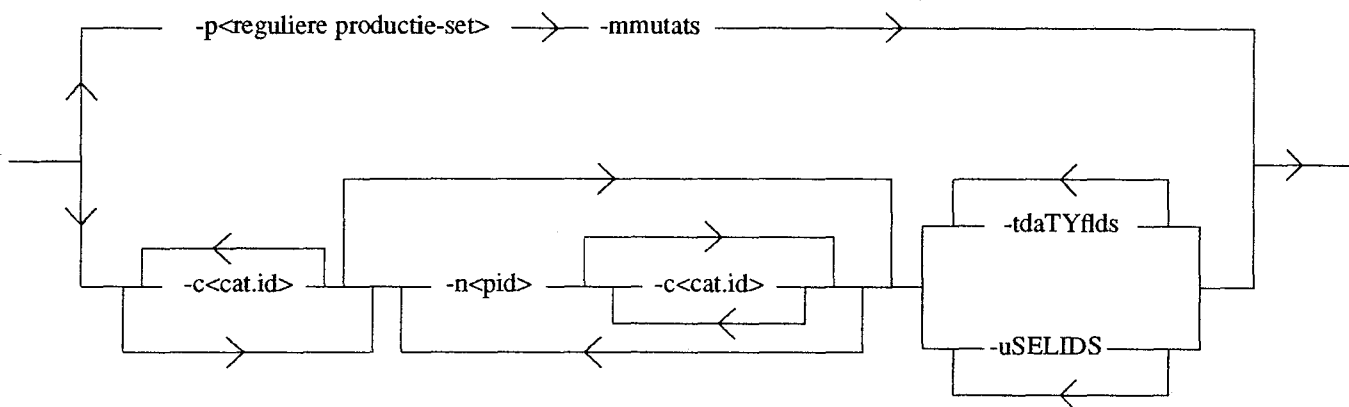 -p<reguliere productie-set> -mmutats
-tdaTYflds
-c<cat.id> -n<pid> -c<cat.id>
-uSELIDS